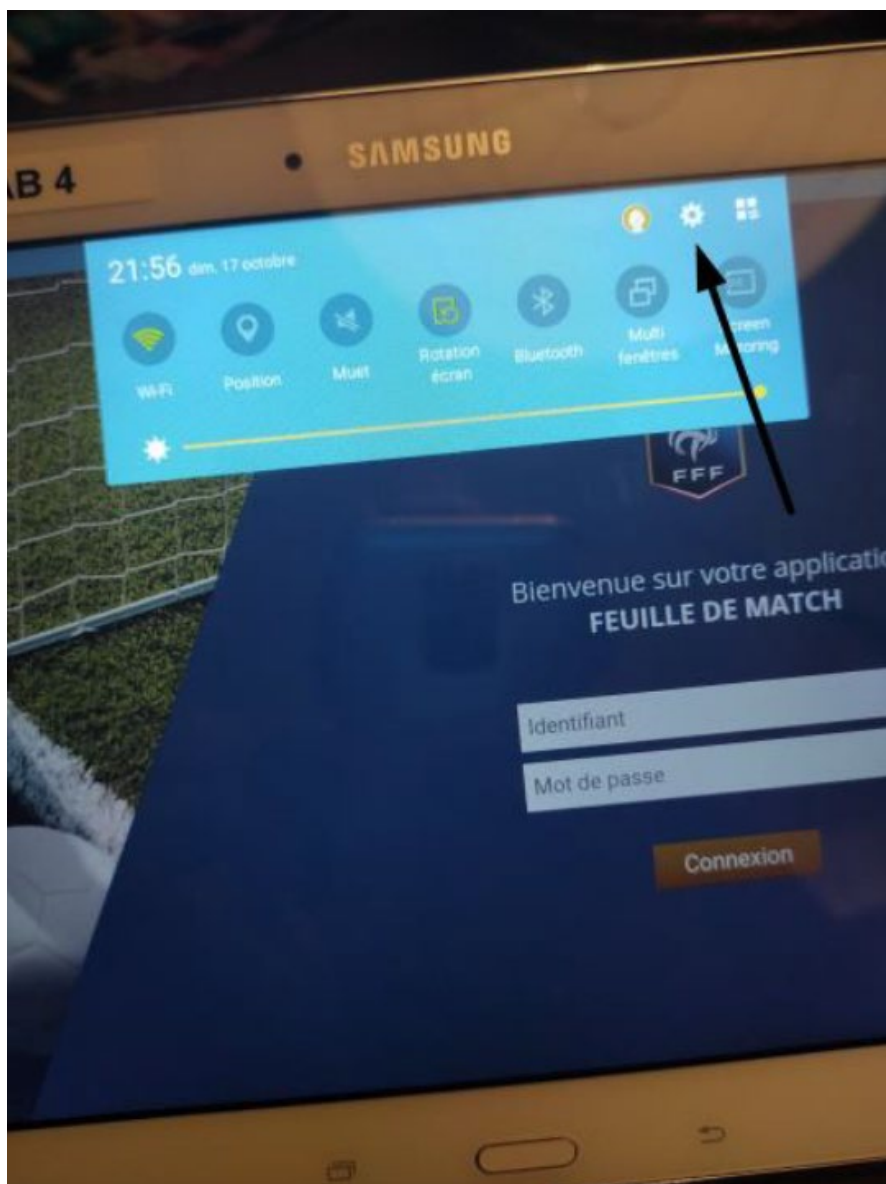 SAMSUNG
AB 4
21:56 dim. 17 octobre
Wi-Fi
Position
Muet
Rotation
écran
Bluetooth
Multi
fenêtres
Screen
Mirroring
FFF
Bienvenue sur votre applicatio
FEUILLE DE MATCH
Identifiant
Mot de passe
Connexion